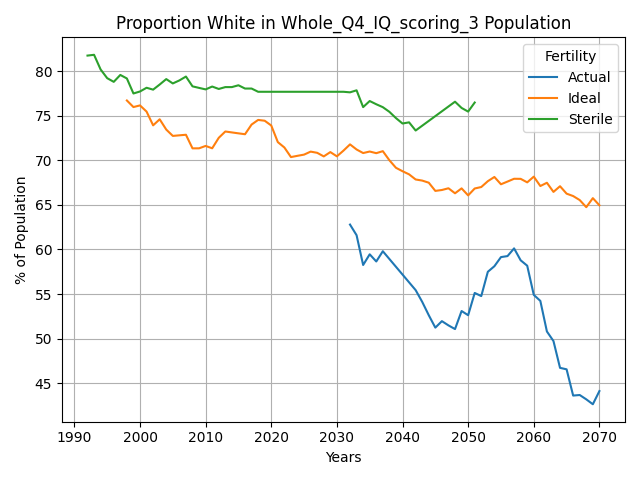 Proportion White in Whole_Q4_IQ_scoring_3 Population
Fertility
Actual
Ideal
Sterile
% of Population
80
75
70
65
60
55
50
45
1990
2000
2010
2020
2030
2040
2050
2060
2070
Years